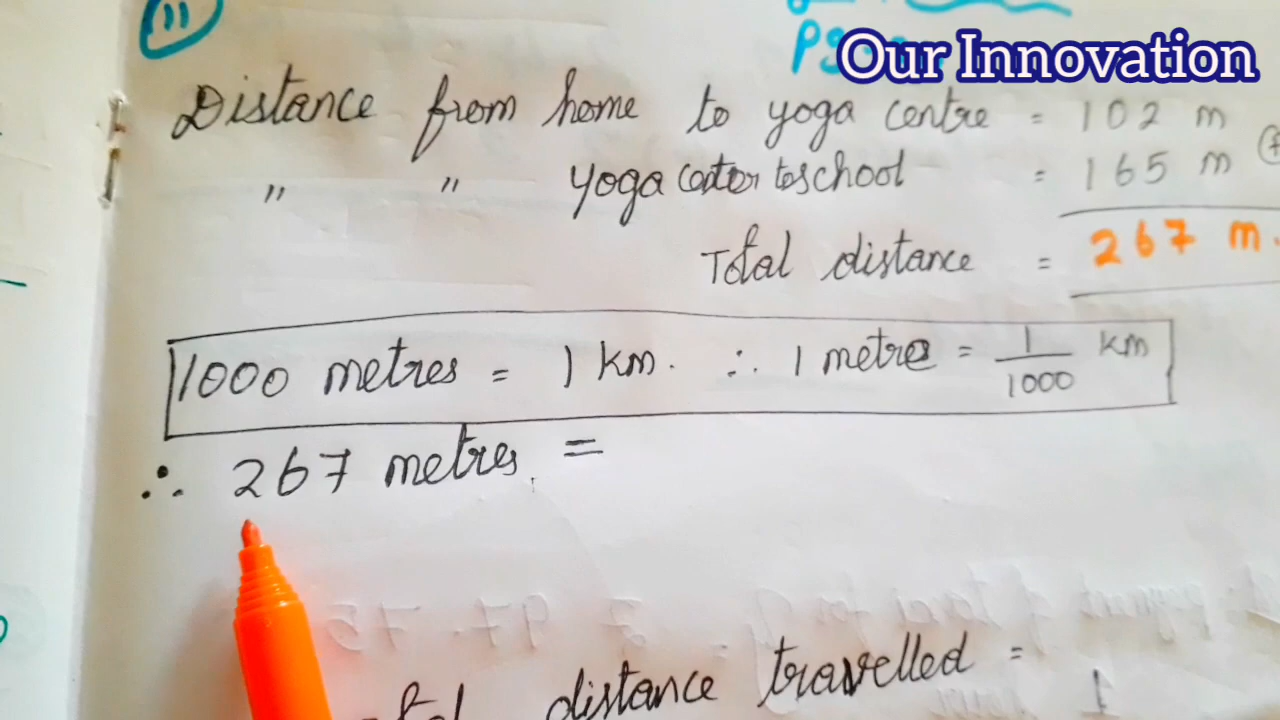 11
Our Innovation
Distance from home to yoga centre = 102 m
" " yoga center to school = 165 m (+
Total distance = 267 m.
1000 metres = 1 km. ∴ 1 metre = 1/1000 km
∴ 267 metres =
distance travelled =